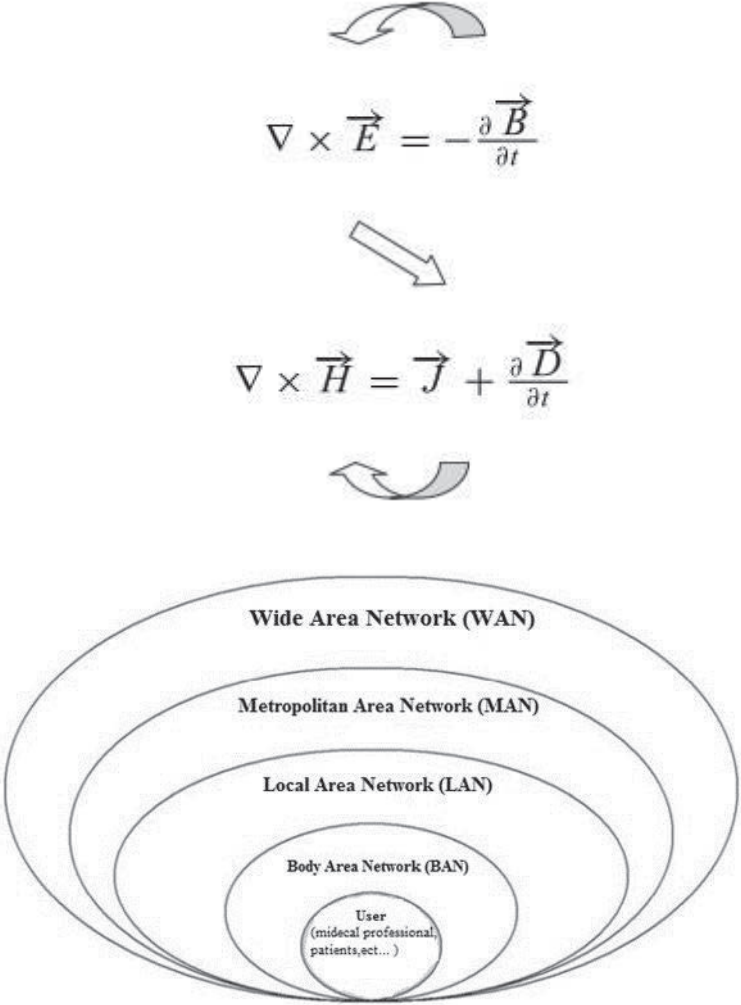 ∇ × E⃗ = −∂B⃗/∂t
∇ × H⃗ = J⃗ + ∂D⃗/∂t
Wide Area Network (WAN)
Metropolitan Area Network (MAN)
Local Area Network (LAN)
Body Area Network (BAN)
User
(midecal professional,
patients,ect... )